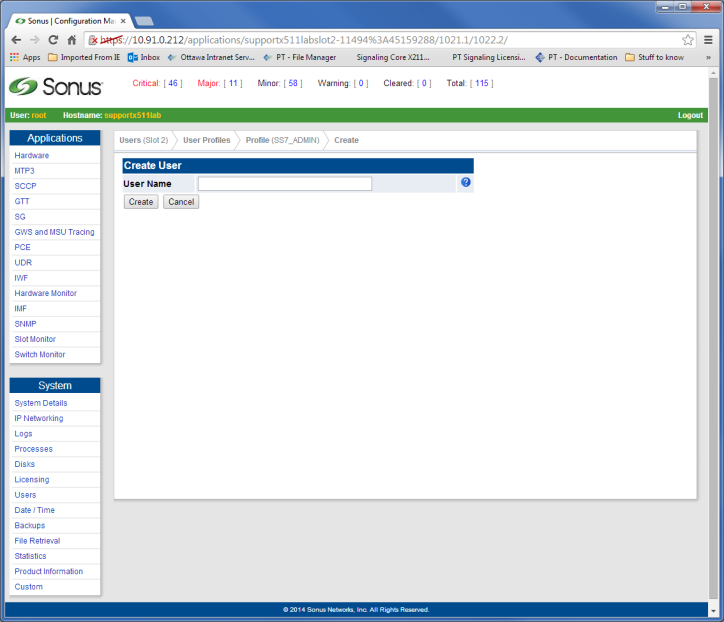 Sonus | Configuration Ma
https://10.91.0.212/applications/supportx511labslot2-11494%3A45159288/1021.1/1022.2/
Apps Imported From IE Inbox Ottawa Intranet Serv... PT - File Manager Signaling Core X211... PT Signaling Licensi... PT - Documentation Stuff to know »
Sonus Critical: [ 46 ] Major: [ 11 ] Minor: [ 58 ] Warning: [ 0 ] Cleared: [ 0 ] Total: [ 115 ]
User: root Hostname: supportx511lab Logout
Applications
Hardware
MTP3
SCCP
GTT
SG
GWS and MSU Tracing
PCE
UDR
IWF
Hardware Monitor
IMF
SNMP
Slot Monitor
Switch Monitor
System
System Details
IP Networking
Logs
Processes
Disks
Licensing
Users
Date / Time
Backups
File Retrieval
Statistics
Product Information
Custom
Users (Slot 2) User Profiles Profile (SS7_ADMIN) Create
Create User
User Name ?
Create Cancel
© 2014 Sonus Networks, Inc. All Rights Reserved.